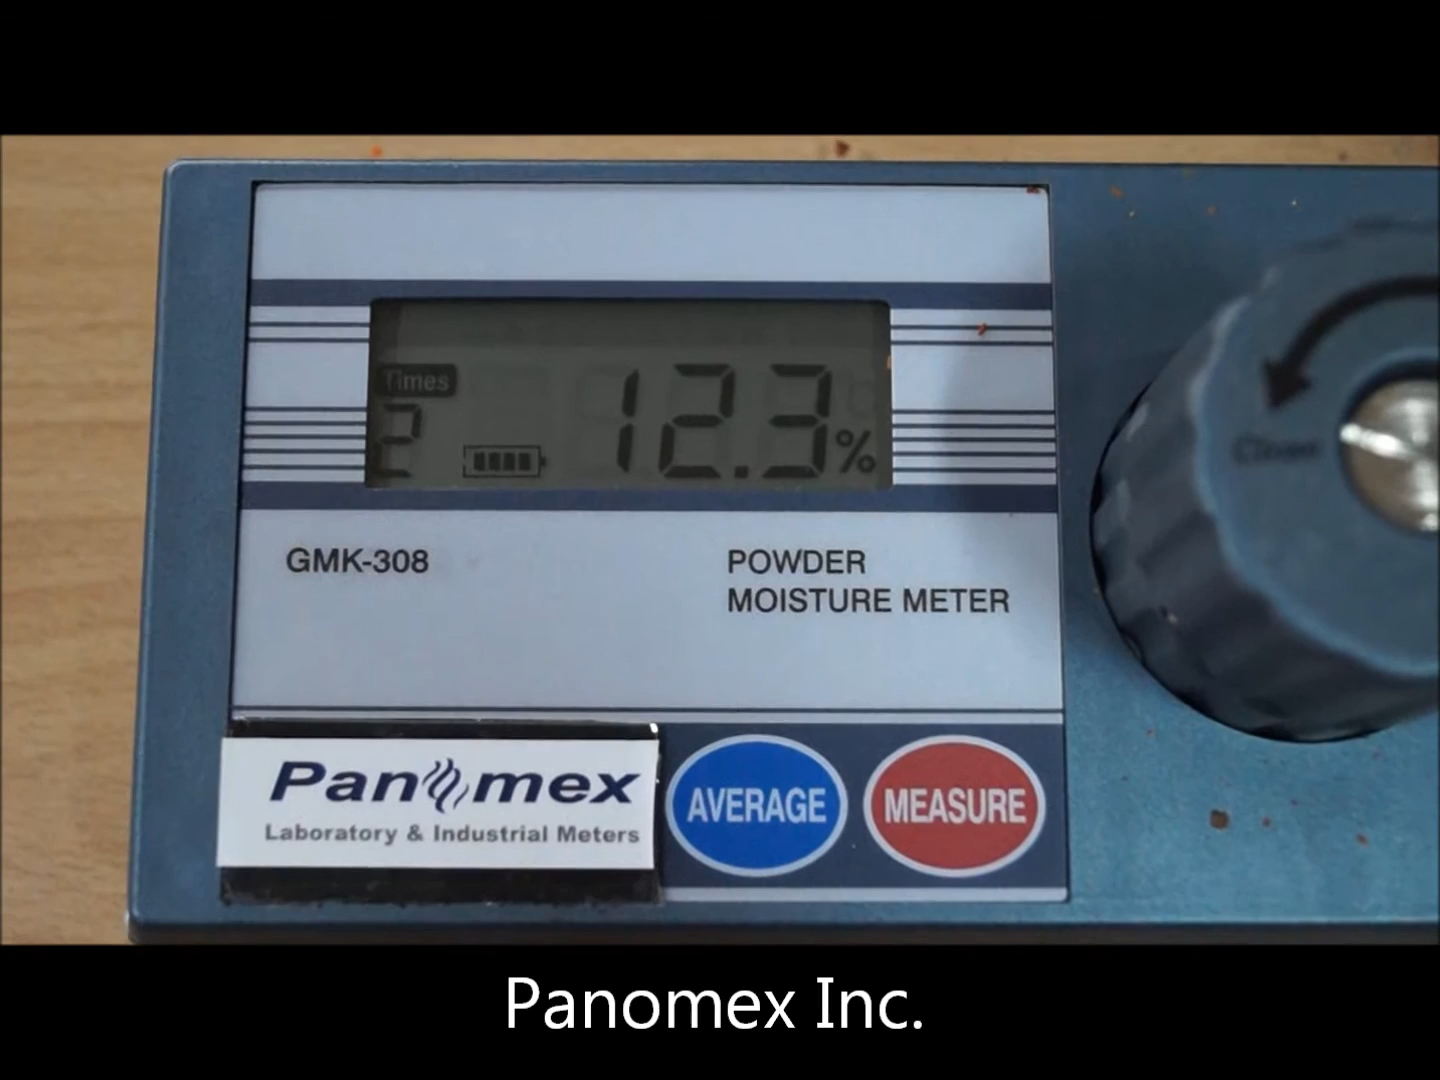 Times
2
12.3%
GMK-308
POWDER
MOISTURE METER
Panomex
Laboratory & Industrial Meters
AVERAGE
MEASURE
Panomex Inc.